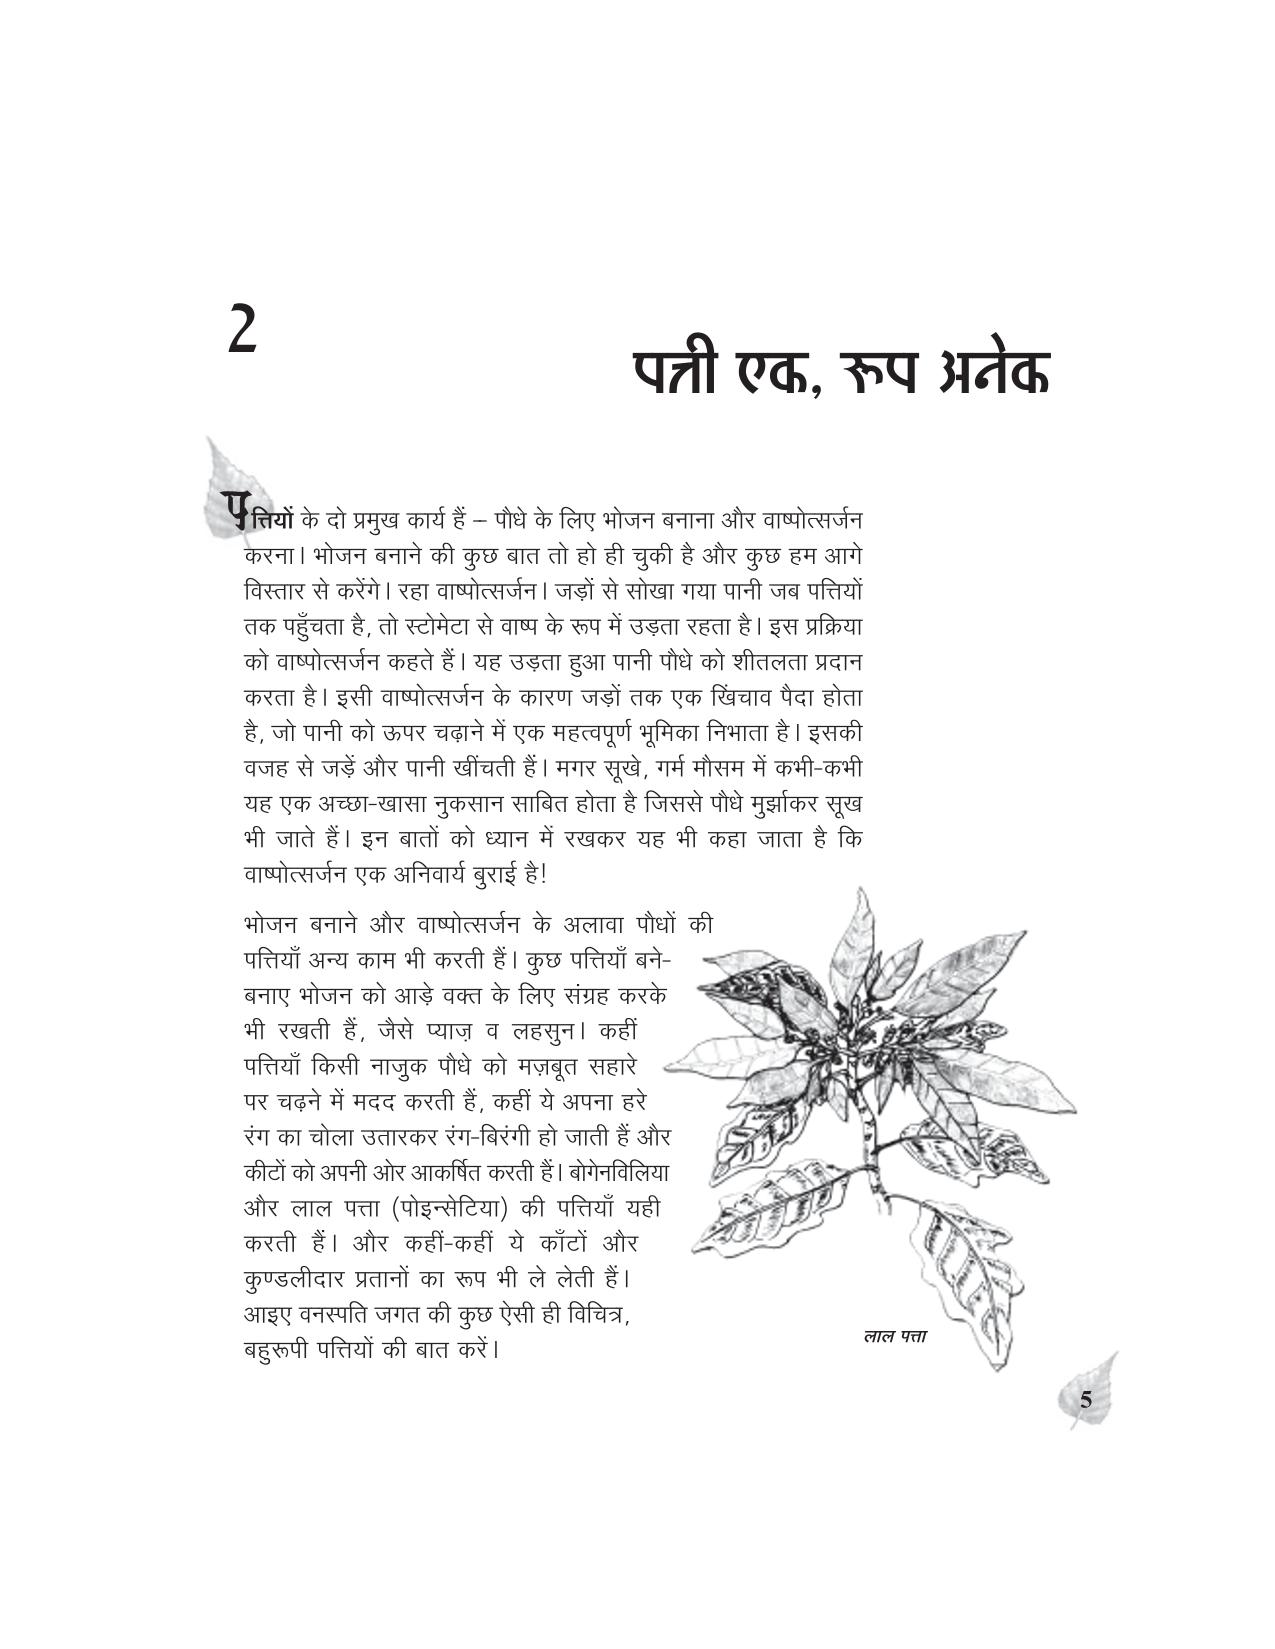 2
पत्ती एक, रूप अनेक
पत्तियों के दो प्रमुख कार्य हैं – पौधे के लिए भोजन बनाना और वाष्पोत्सर्जन
करना। भोजन बनाने की कुछ बात तो हो ही चुकी है और कुछ हम आगे
विस्तार से करेंगे। रहा वाष्पोत्सर्जन। जड़ों से सोखा गया पानी जब पत्तियों
तक पहुँचता है, तो स्टोमेटा से वाष्प के रूप में उड़ता रहता है। इस प्रक्रिया
को वाष्पोत्सर्जन कहते हैं। यह उड़ता हुआ पानी पौधे को शीतलता प्रदान
करता है। इसी वाष्पोत्सर्जन के कारण जड़ों तक एक खिंचाव पैदा होता
है, जो पानी को ऊपर चढ़ाने में एक महत्वपूर्ण भूमिका निभाता है। इसकी
वजह से जड़ें और पानी खींचती हैं। मगर सूखे, गर्म मौसम में कभी-कभी
यह एक अच्छा-खासा नुकसान साबित होता है जिससे पौधे मुर्झाकर सूख
भी जाते हैं। इन बातों को ध्यान में रखकर यह भी कहा जाता है कि
वाष्पोत्सर्जन एक अनिवार्य बुराई है!
भोजन बनाने और वाष्पोत्सर्जन के अलावा पौधों की
पत्तियाँ अन्य काम भी करती हैं। कुछ पत्तियाँ बने-
बनाए भोजन को आड़े वक्त के लिए संग्रह करके
भी रखती हैं, जैसे प्याज़ व लहसुन। कहीं
पत्तियाँ किसी नाजुक पौधे को मज़बूत सहारे
पर चढ़ने में मदद करती हैं, कहीं ये अपना हरे
रंग का चोला उतारकर रंग-बिरंगी हो जाती हैं और
कीटों को अपनी ओर आकर्षित करती हैं। बोगेनविलिया
और लाल पत्ता (पोइन्सेटिया) की पत्तियाँ यही
करती हैं। और कहीं-कहीं ये काँटों और
कुण्डलीदार प्रतानों का रूप भी ले लेती हैं।
आइए वनस्पति जगत की कुछ ऐसी ही विचित्र,
बहुरूपी पत्तियों की बात करें।
लाल पत्ता
5